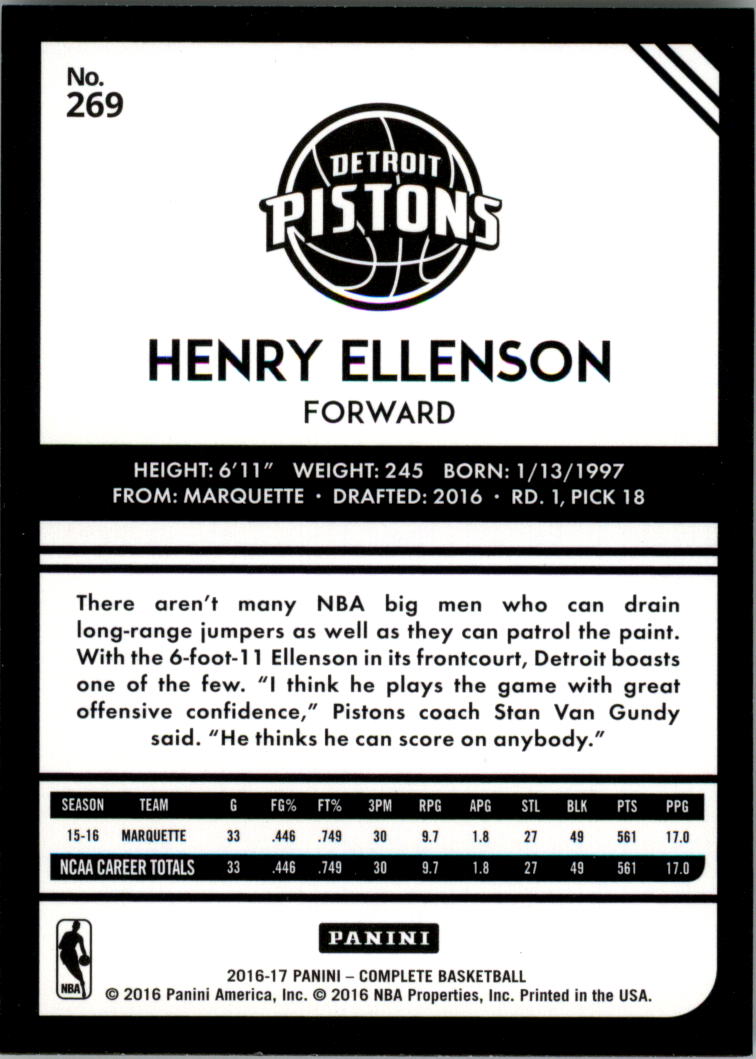 No.
269
DETROIT
PISTONS
HENRY ELLENSON
FORWARD
HEIGHT: 6'11" WEIGHT: 245 BORN: 1/13/1997
FROM: MARQUETTE • DRAFTED: 2016 • RD. 1, PICK 18
There aren't many NBA big men who can drain
long-range jumpers as well as they can patrol the paint.
With the 6-foot-11 Ellenson in its frontcourt, Detroit boasts
one of the few. "I think he plays the game with great
offensive confidence," Pistons coach Stan Van Gundy
said. "He thinks he can score on anybody."
SEASON TEAM G FG% FT% 3PM RPG APG STL BLK PTS PPG
15-16 MARQUETTE 33 .446 .749 30 9.7 1.8 27 49 561 17.0
NCAA CAREER TOTALS 33 .446 .749 30 9.7 1.8 27 49 561 17.0
PANINI
NBA
2016-17 PANINI – COMPLETE BASKETBALL
© 2016 Panini America, Inc. © 2016 NBA Properties, Inc. Printed in the USA.